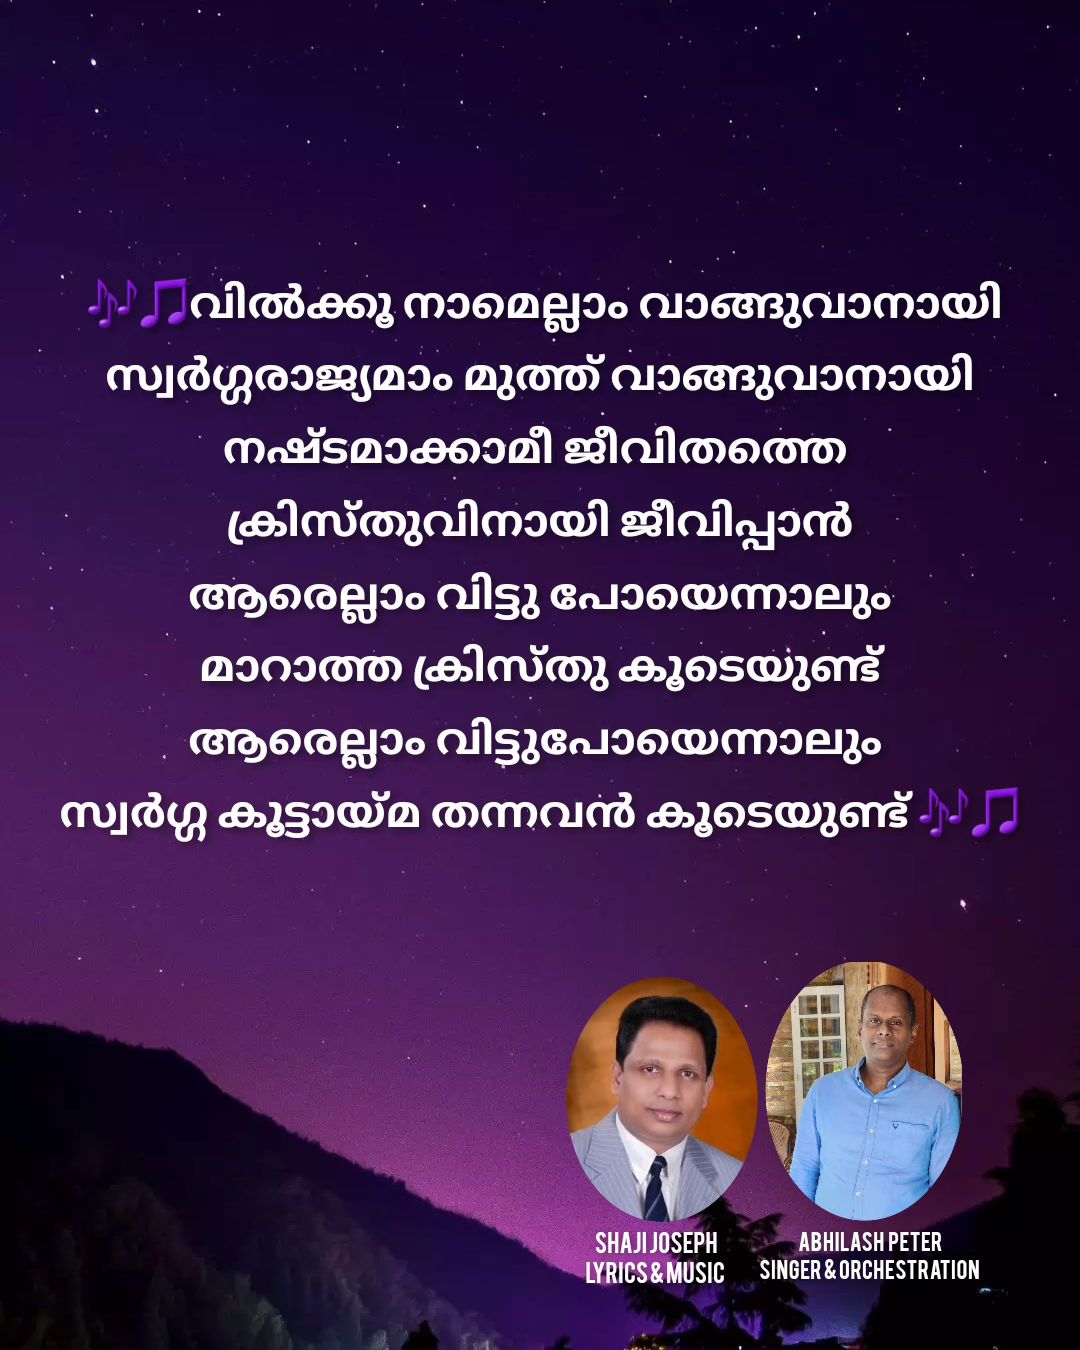 🎶🎵വിൽക്കൂ നാമെല്ലാം വാങ്ങുവാനായി
സ്വർഗ്ഗരാജ്യമാം മുത്ത് വാങ്ങുവാനായി
നഷ്ടമാക്കാമീ ജീവിതത്തെ
ക്രിസ്തുവിനായി ജീവിപ്പാൻ
ആരെല്ലാം വിട്ടു പോയെന്നാലും
മാറാത്ത ക്രിസ്തു കൂടെയുണ്ട്
ആരെല്ലാം വിട്ടുപോയെന്നാലും
സ്വർഗ്ഗ കൂട്ടായ്മ തന്നവൻ കൂടെയുണ്ട് 🎶🎵
SHAJI JOSEPH
LYRICS & MUSIC
ABHILASH PETER
SINGER & ORCHESTRATION